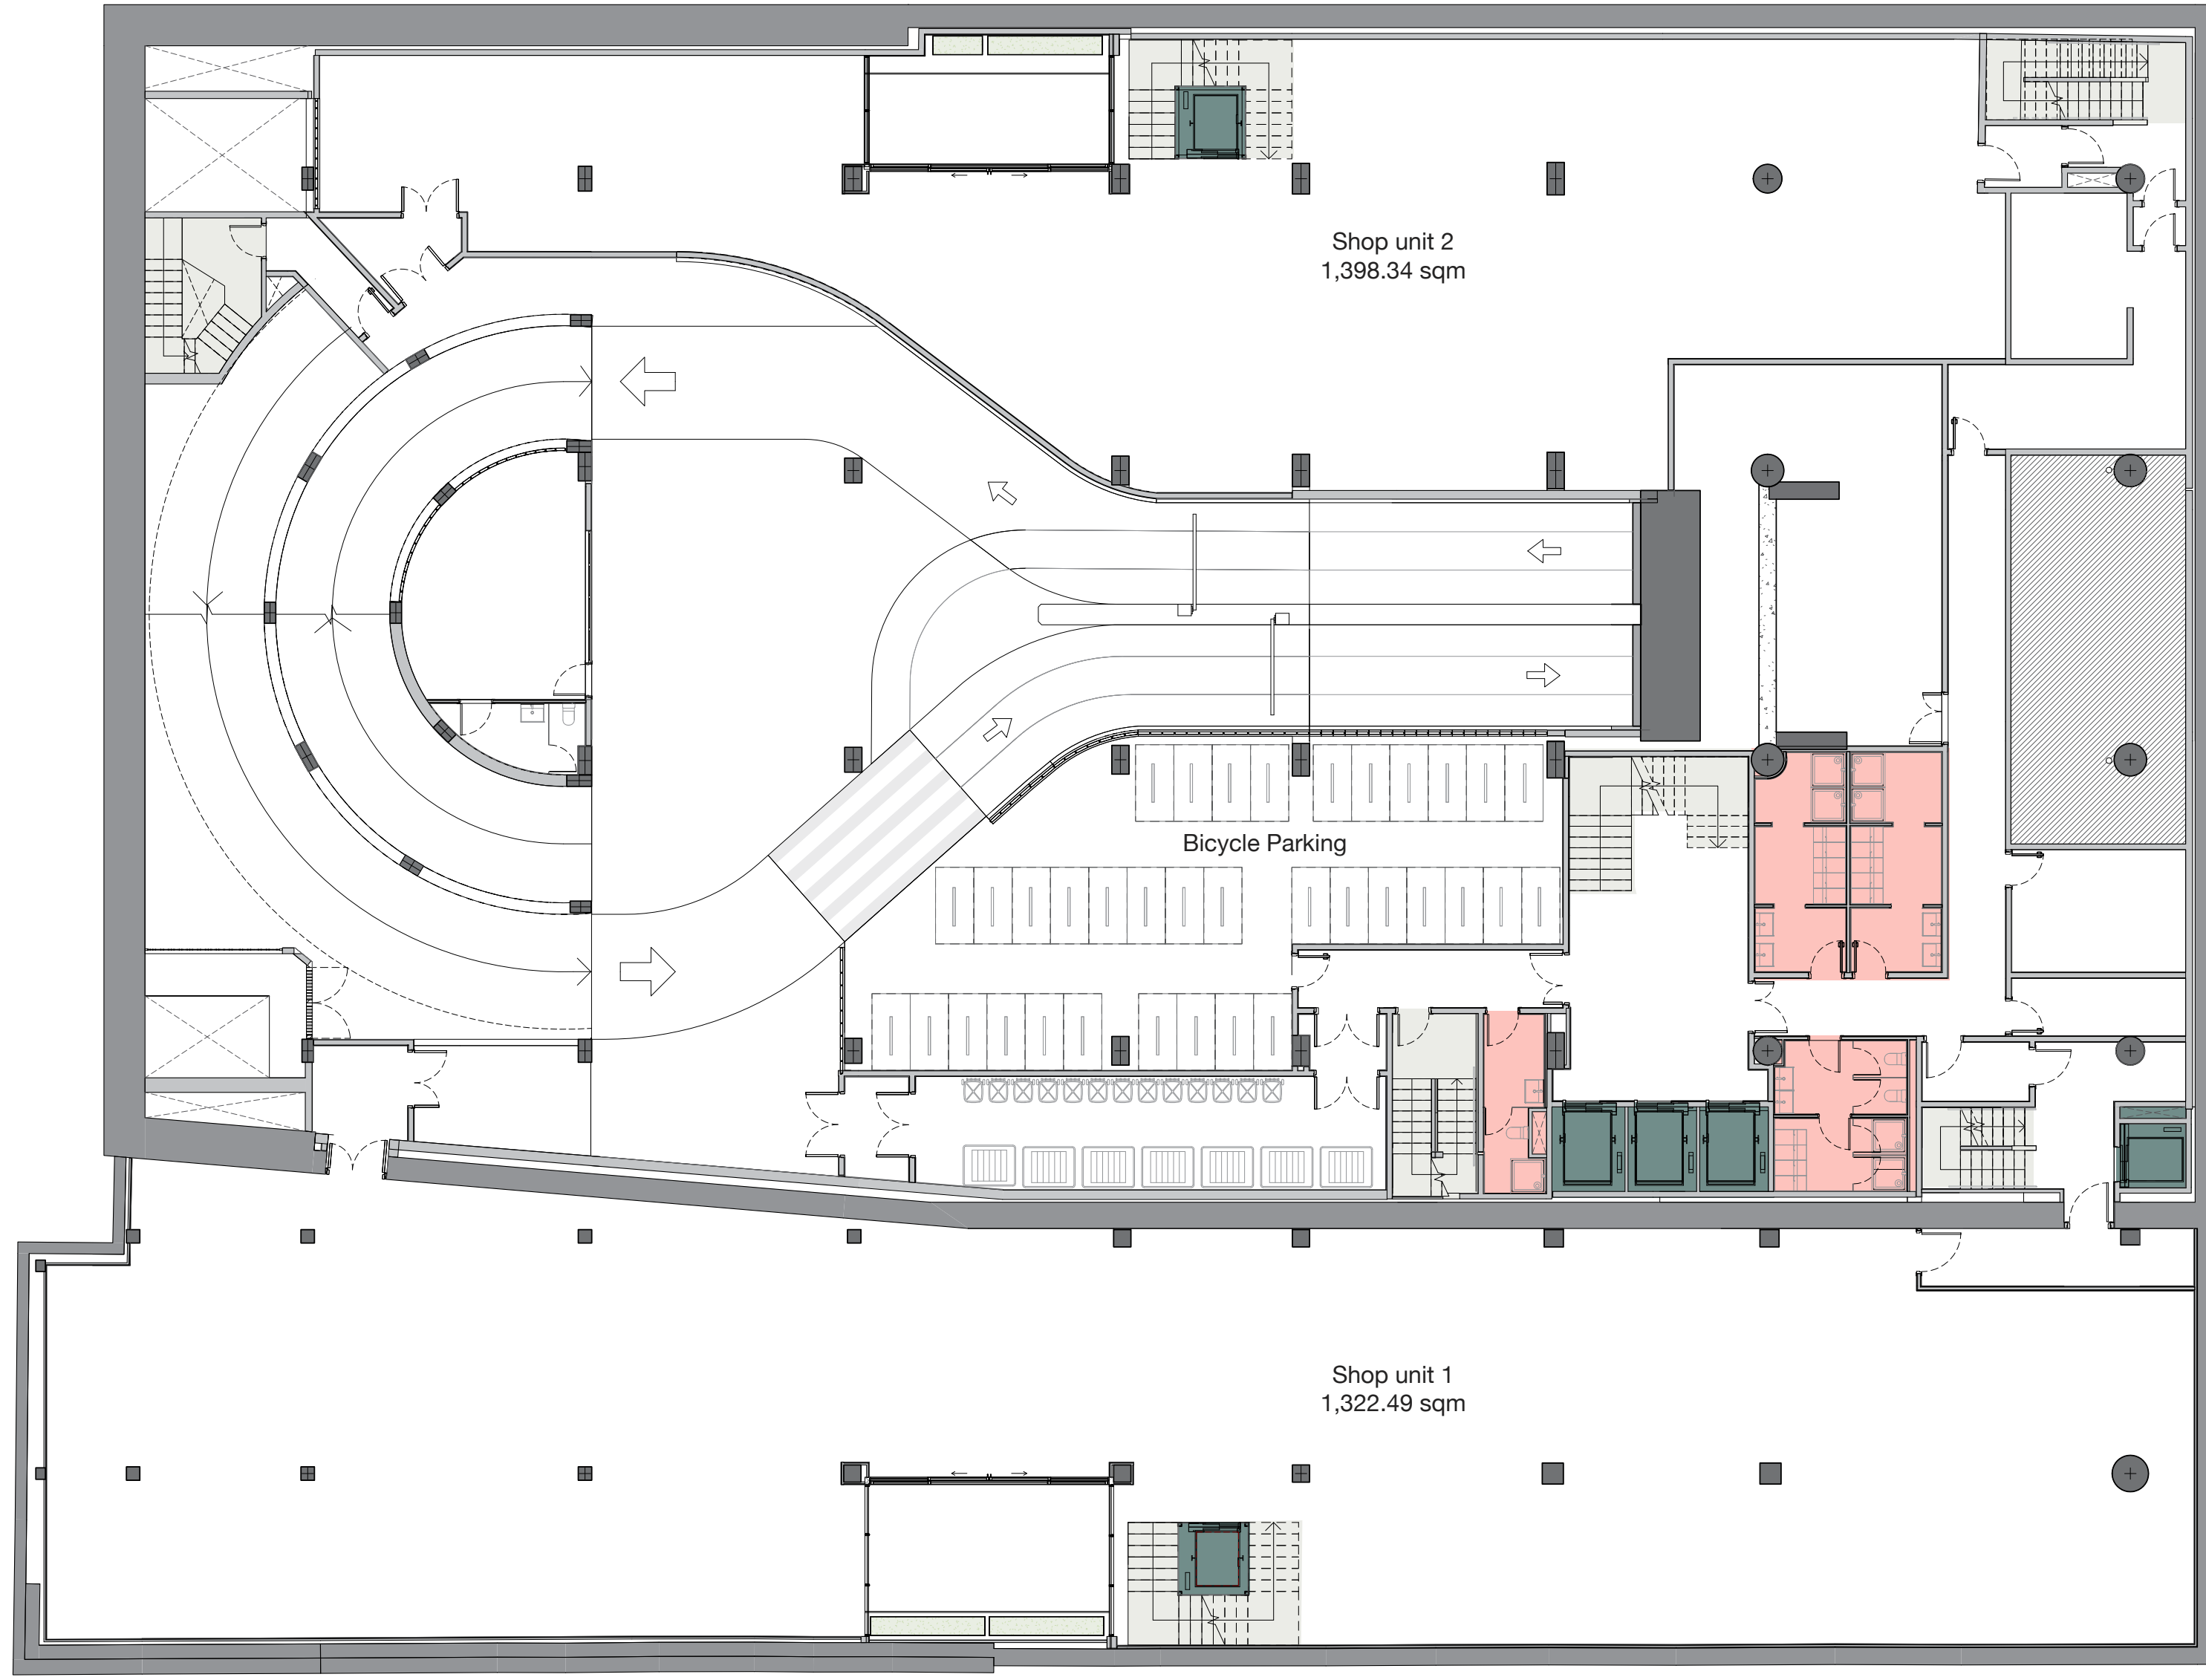 Shop unit 2
1,398.34 sqm
Bicycle Parking
Shop unit 1
1,322.49 sqm